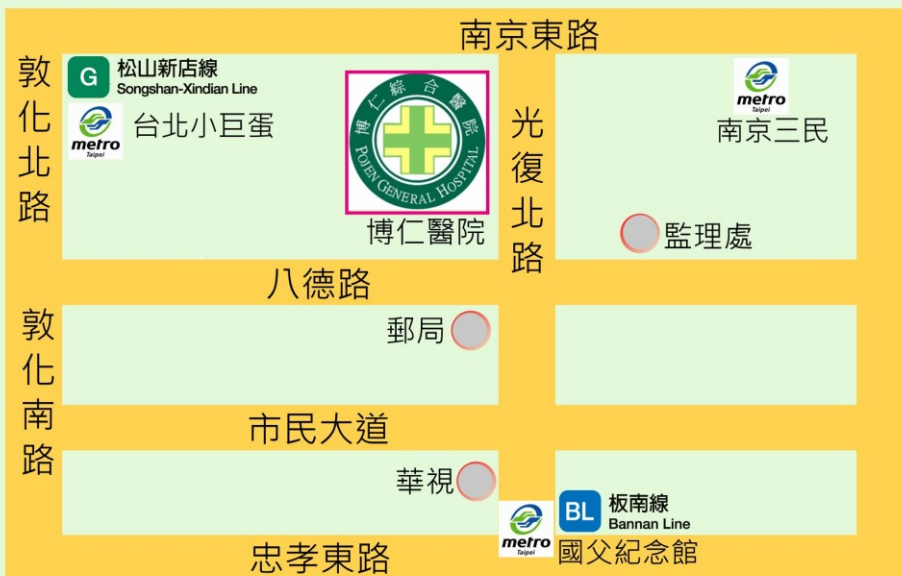 南京東路
敦化北路
G 松山新店線
Songshan-Xindian Line
metro
Taipei
台北小巨蛋
博仁綜合醫院
POJEN GENERAL HOSPITAL
博仁醫院
光復北路
metro
Taipei
南京三民
監理處
八德路
敦化南路
郵局
市民大道
華視
metro
Taipei
BL 板南線
Bannan Line
國父紀念館
忠孝東路